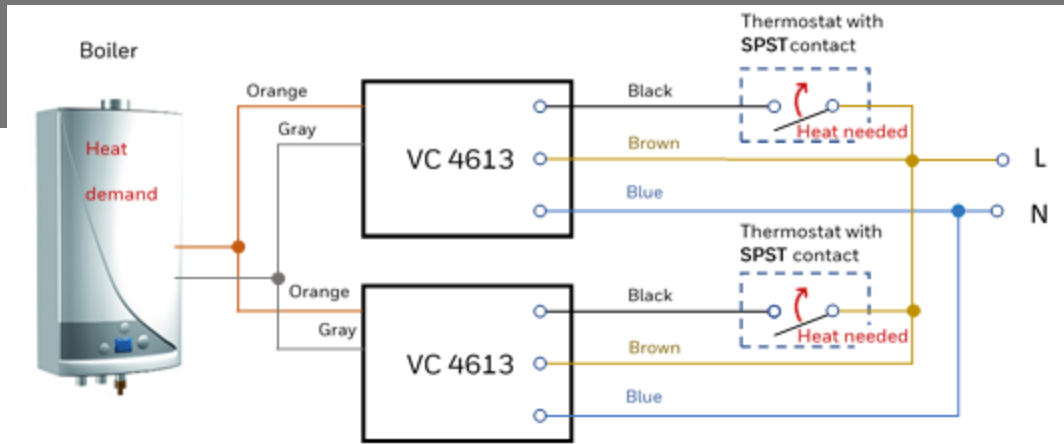 Thermostat with
SPST contact
Boiler
Orange
Black
Gray
Heat needed
Heat
Brown
VC 4613
L
demand
Blue
N
Thermostat with
SPST contact
Orange
Black
Gray
Heat needed
Brown
VC 4613
Blue